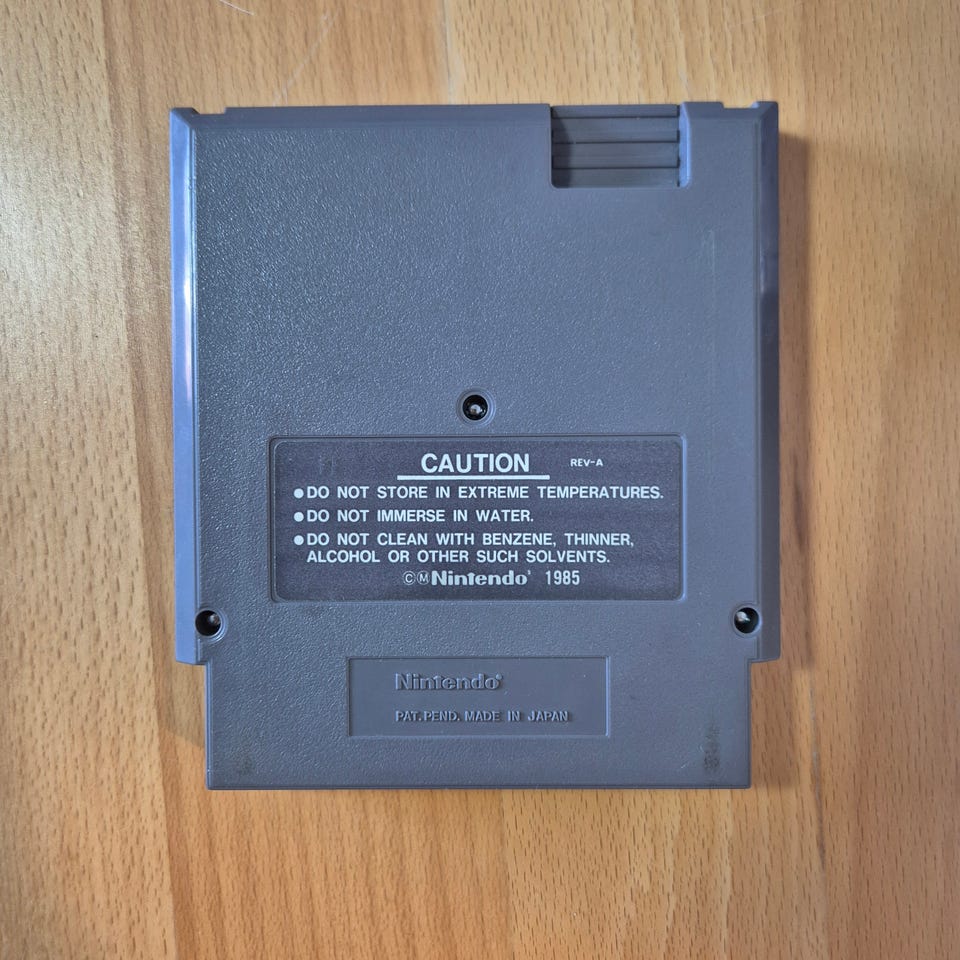 CAUTION REV-A
●DO NOT STORE IN EXTREME TEMPERATURES.
●DO NOT IMMERSE IN WATER.
●DO NOT CLEAN WITH BENZENE, THINNER,
ALCOHOL OR OTHER SUCH SOLVENTS.
ⒸⓂNintendo® 1985
Nintendo®
PAT. PEND. MADE IN JAPAN